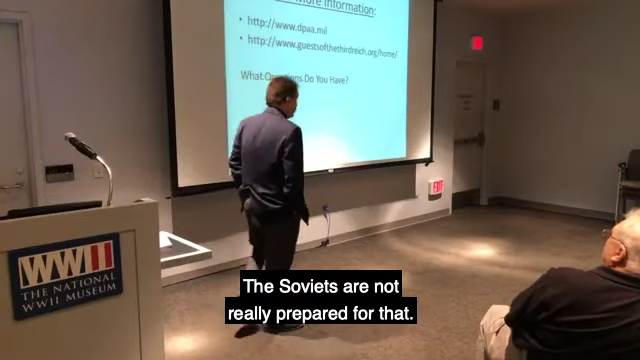 More Information:
• http://www.dpaa.mil
• http://www.guestsofthethirdreich.org/home/
What Questions Do You Have?
EXIT
WWII
THE NATIONAL
WWII MUSEUM
The Soviets are not
really prepared for that.